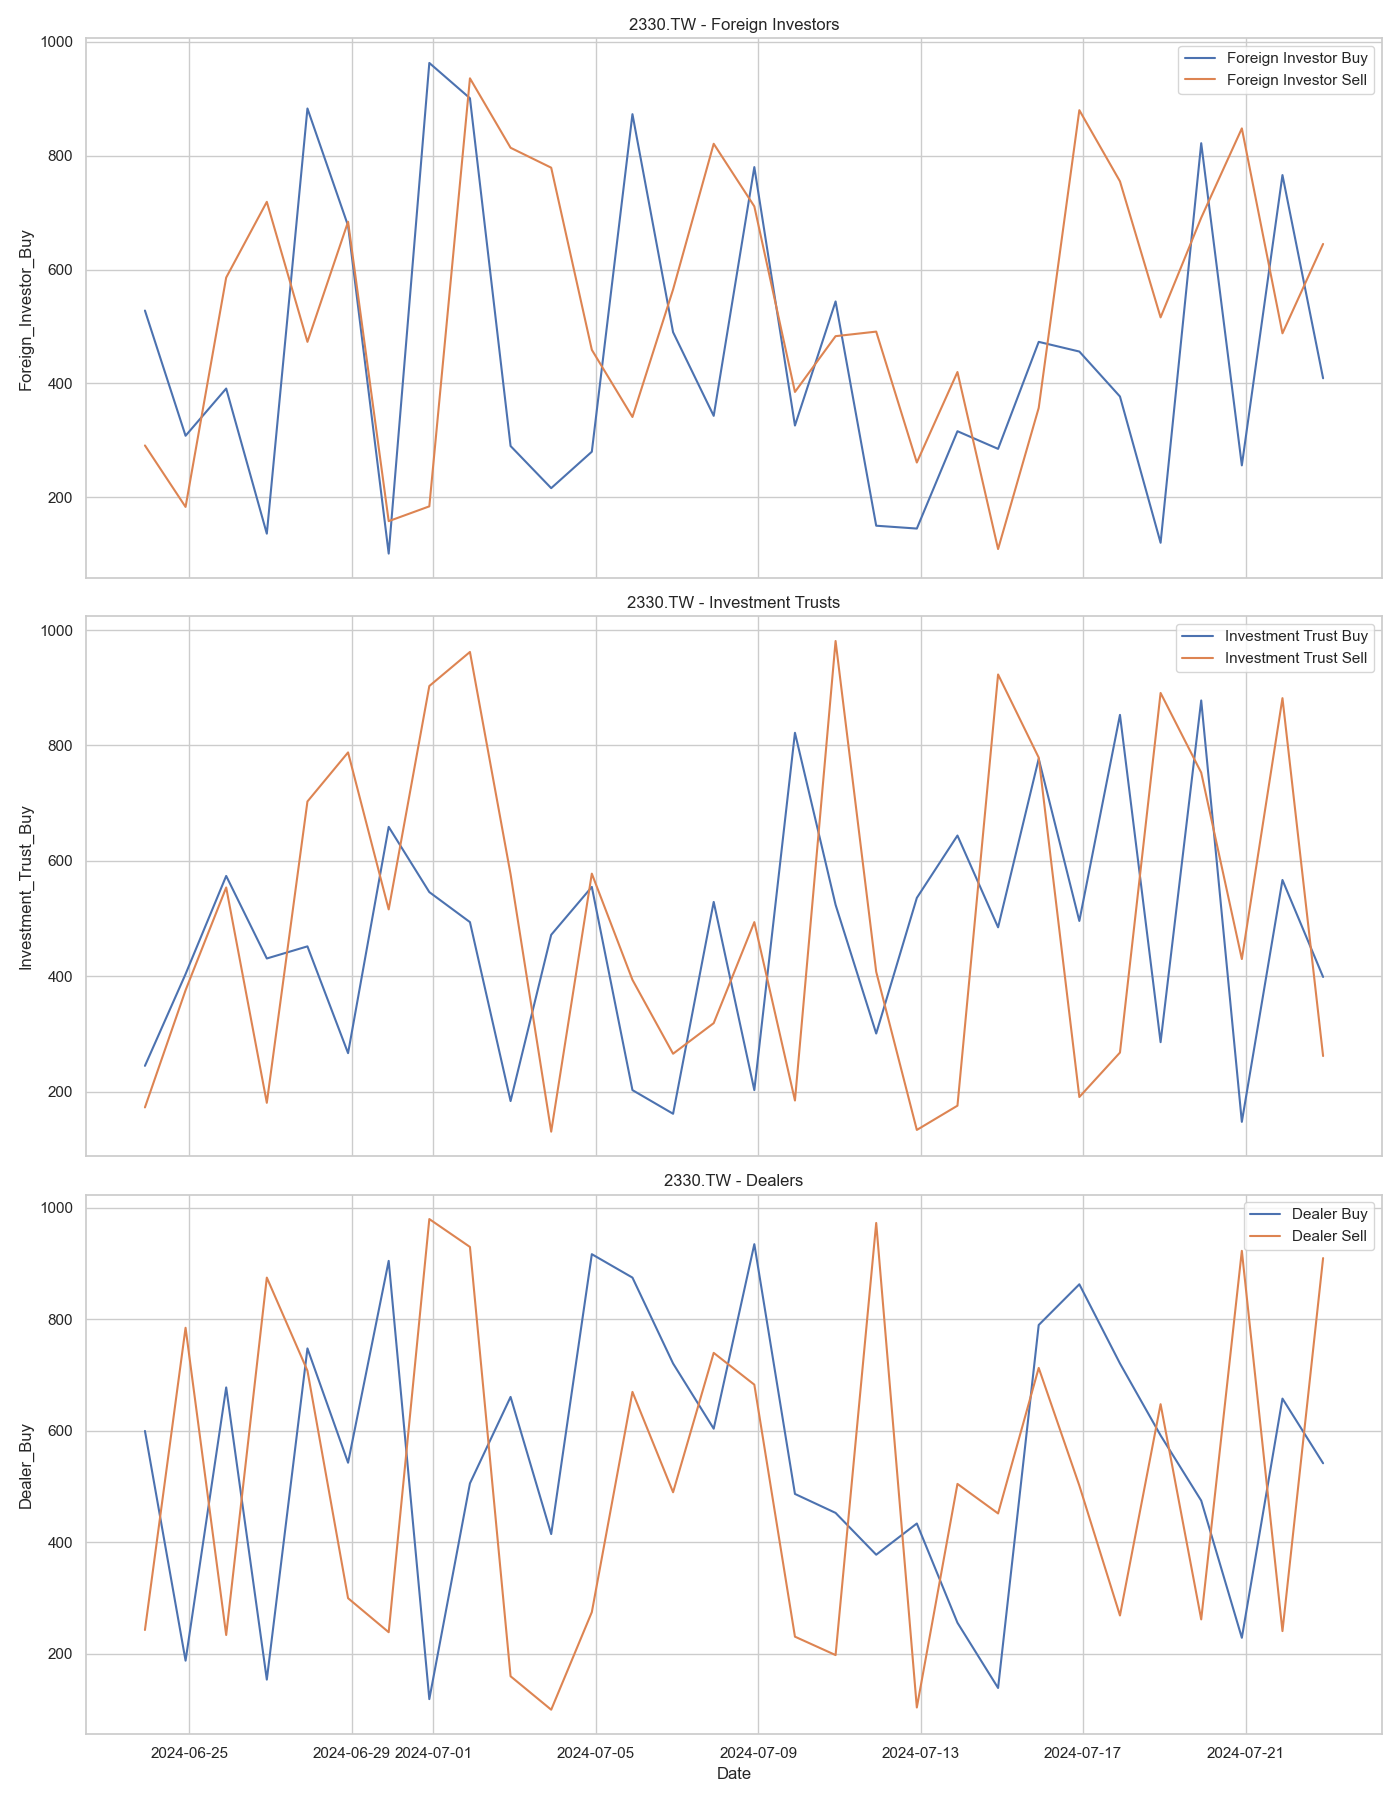 2330.TW - Foreign Investors
Foreign_Investor_Buy
1000
800
600
400
200
Foreign Investor Buy
Foreign Investor Sell
2330.TW - Investment Trusts
Investment_Trust_Buy
1000
800
600
400
200
Investment Trust Buy
Investment Trust Sell
2330.TW - Dealers
Dealer_Buy
1000
800
600
400
200
Dealer Buy
Dealer Sell
2024-06-25 2024-06-29 2024-07-01 2024-07-05 2024-07-09 2024-07-13 2024-07-17 2024-07-21
Date